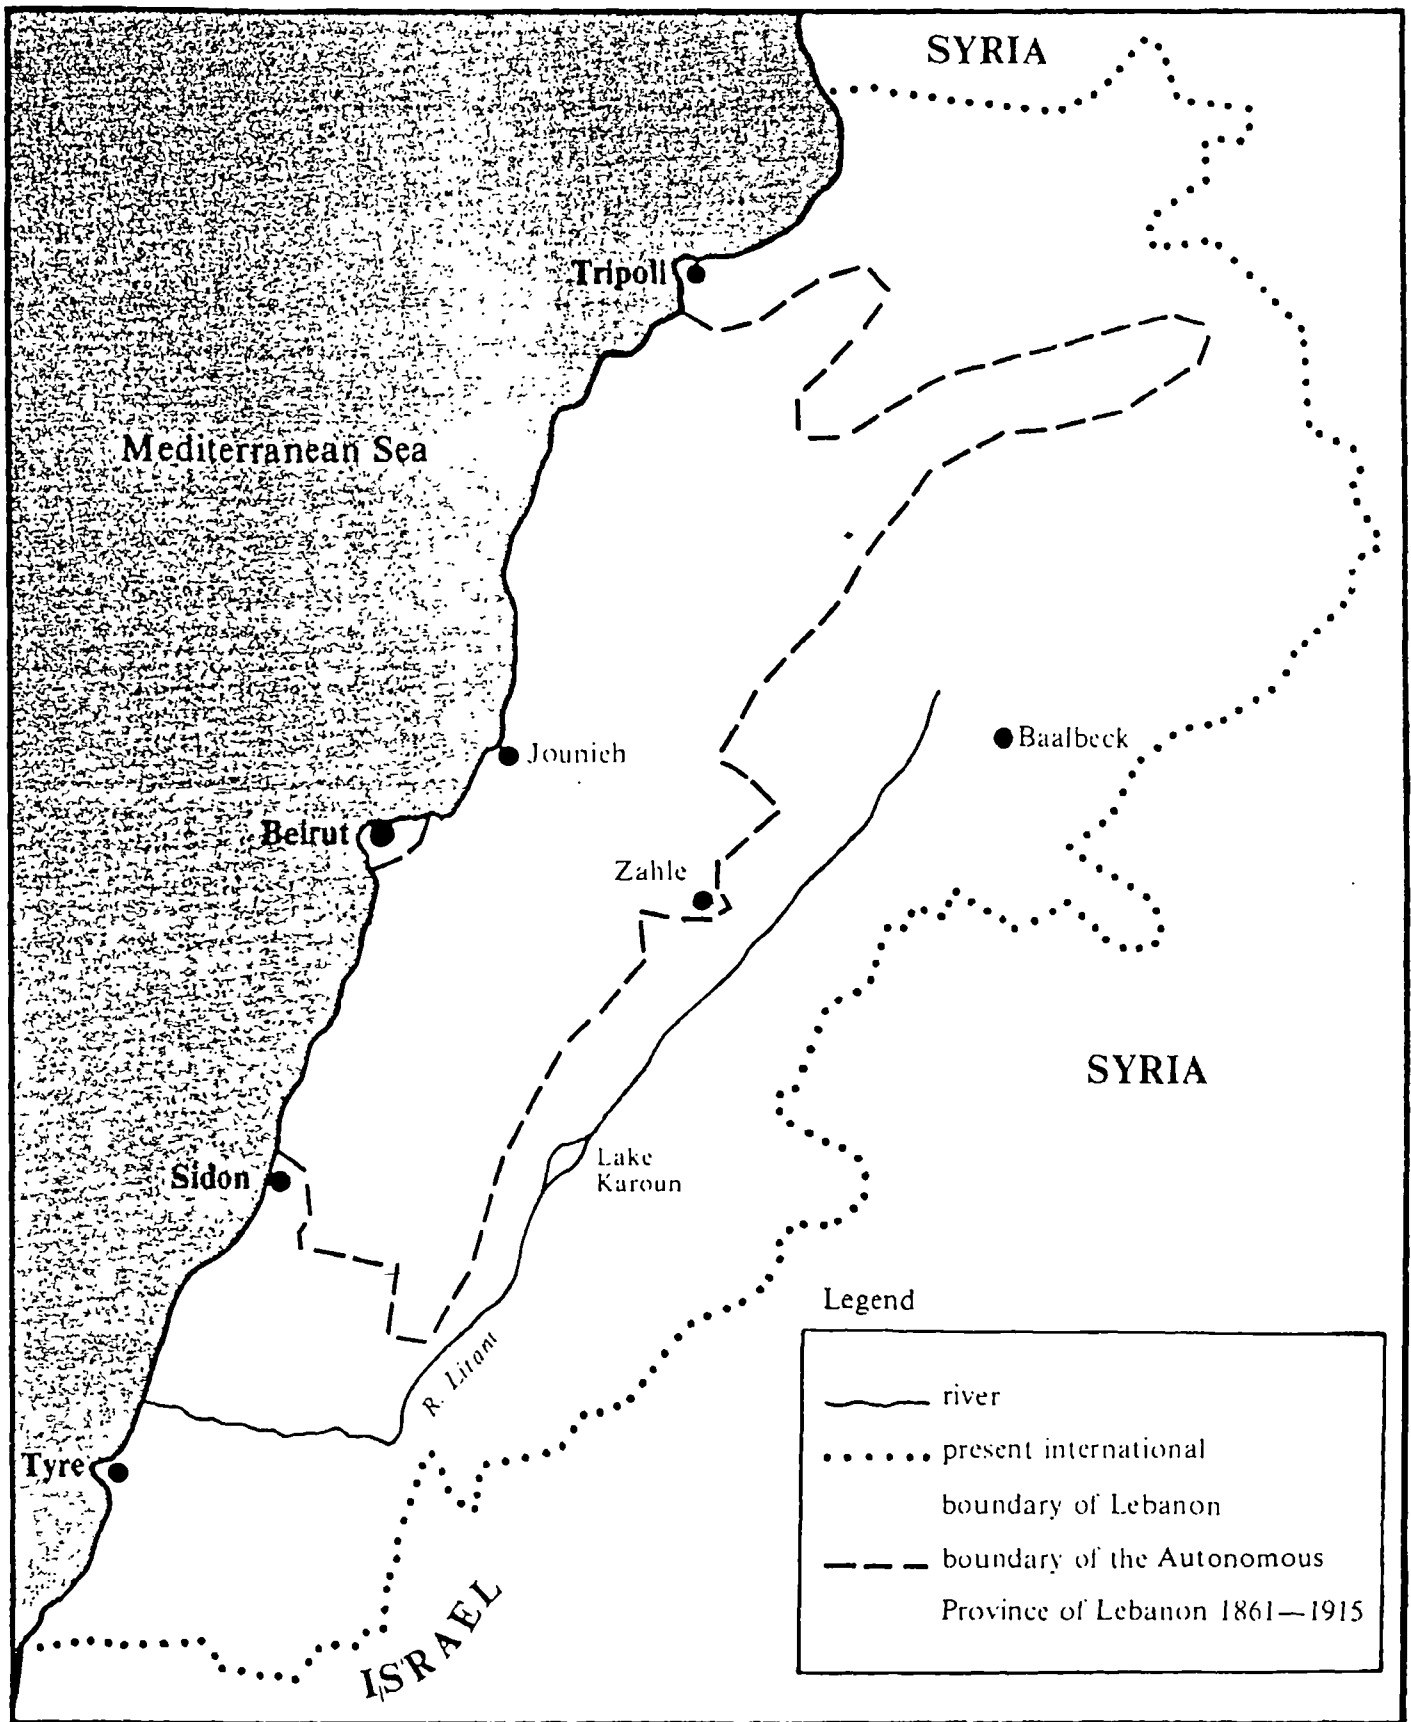 SYRIA
Tripoli
Mediterranean Sea
Baalbeck
Jounieh
Beirut
Zahle
SYRIA
Lake
Karoun
Sidon
Legend
R. Litani
river
present international
boundary of Lebanon
boundary of the Autonomous
Province of Lebanon 1861—1915
Tyre
ISRAEL